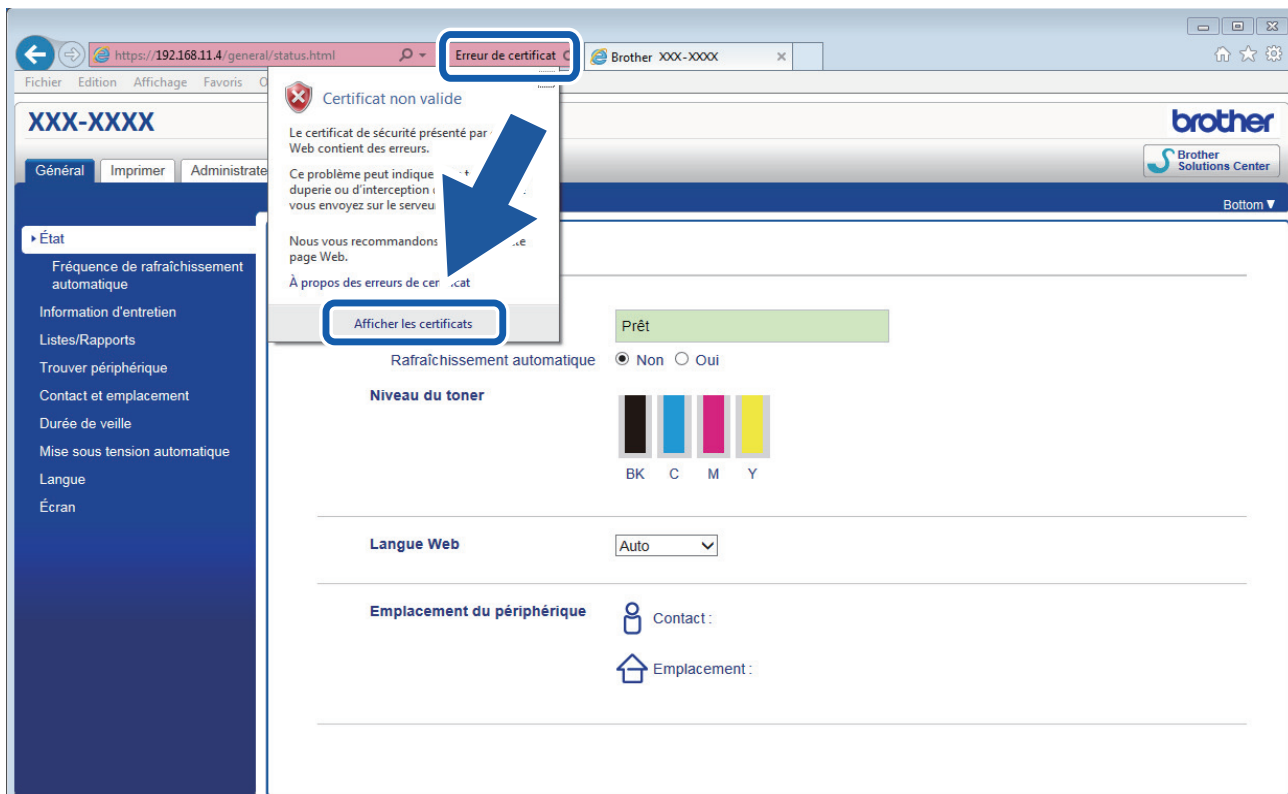 https://192.168.11.4/general/status.html
Erreur de certificat
Brother XXX-XXXX
Fichier Edition Affichage Favoris
Certificat non valide
XXX-XXXX
brother
Le certificat de sécurité présenté par
Web contient des erreurs.
Général Imprimer
Brother
Solutions Center
Ce problème peut
duperie ou d'interception
vous envoyez sur le
Bottom▼
État
Nous vous recommandons
page Web.
Fréquence de rafraîchissement
automatique
À propos des erreurs de
Information d'entretien
Afficher les certificats
Prêt
Listes/Rapports
Rafraîchissement automatique Non Oui
Trouver périphérique
Contact et emplacement
Niveau du toner
Durée de veille
Mise sous tension automatique
BK C M Y
Langue
Écran
Langue Web Auto
Emplacement du périphérique
Contact :
Emplacement :